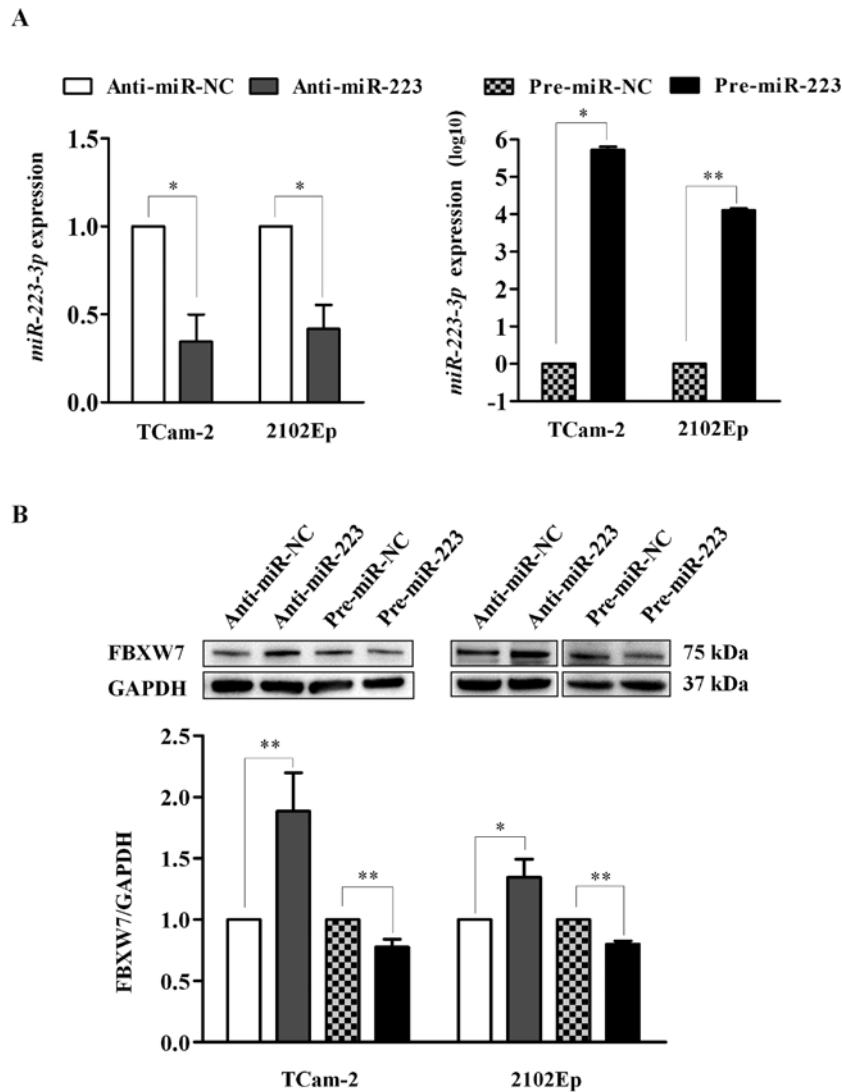 A
Anti-miR-NC Anti-miR-223
Pre-miR-NC Pre-miR-223
miR-223-3p expression
1.5
1.0
0.5
0.0
* *
TCam-2 2102Ep
miR-223-3p expression (log10)
6
5
4
3
2
1
0
-1
* **
TCam-2 2102Ep
B
Anti-miR-NC Anti-miR-223 Pre-miR-NC Pre-miR-223 Anti-miR-NC Anti-miR-223 Pre-miR-NC Pre-miR-223
FBXW7 75 kDa
GAPDH 37 kDa
FBXW7/GAPDH
2.5
2.0
1.5
1.0
0.5
0.0
** ** * **
TCam-2 2102Ep